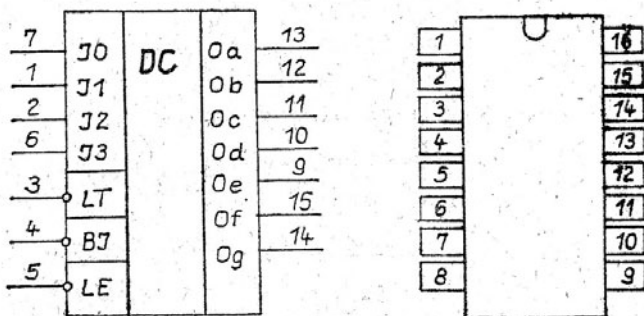 7 J0 DC Oa 13
1 J1 Ob 12
2 J2 Oc 11
6 J3 Od 10
Oe 9
3 LT Of 15
4 BJ Og 14
5 LE
1 16
2 15
3 14
4 13
5 12
6 11
7 10
8 9